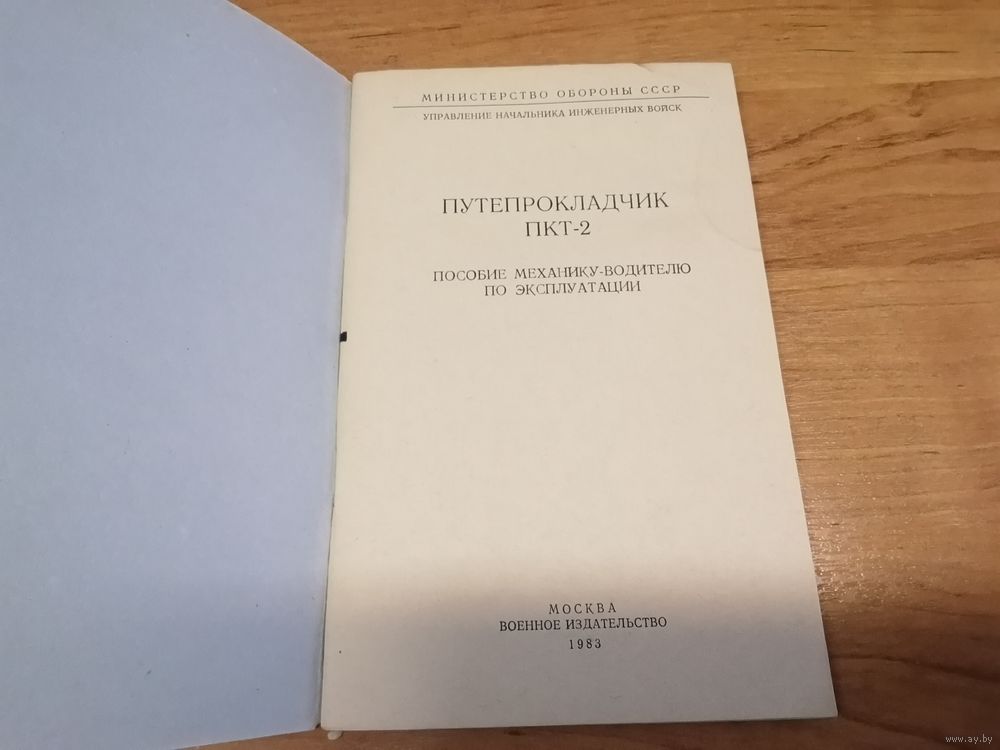 МИНИСТЕРСТВО ОБОРОНЫ СССР
УПРАВЛЕНИЕ НАЧАЛЬНИКА ИНЖЕНЕРНЫХ ВОЙСК
ПУТЕПРОКЛАДЧИК
ПКТ-2
ПОСОБИЕ МЕХАНИКУ-ВОДИТЕЛЮ
ПО ЭКСПЛУАТАЦИИ
МОСКВА
ВОЕННОЕ ИЗДАТЕЛЬСТВО
1983
www.ay.by